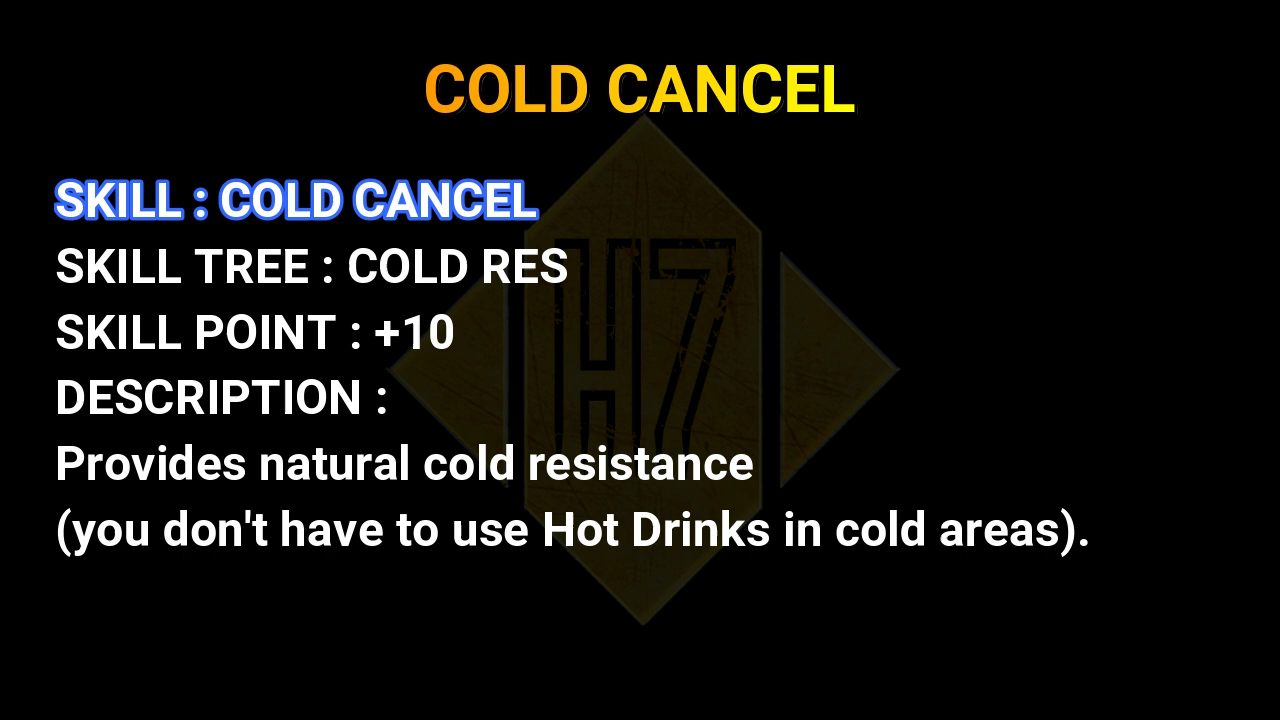 COLD CANCEL
SKILL : COLD CANCEL
SKILL TREE : COLD RES
SKILL POINT : +10
DESCRIPTION :
Provides natural cold resistance
(you don't have to use Hot Drinks in cold areas).
H7